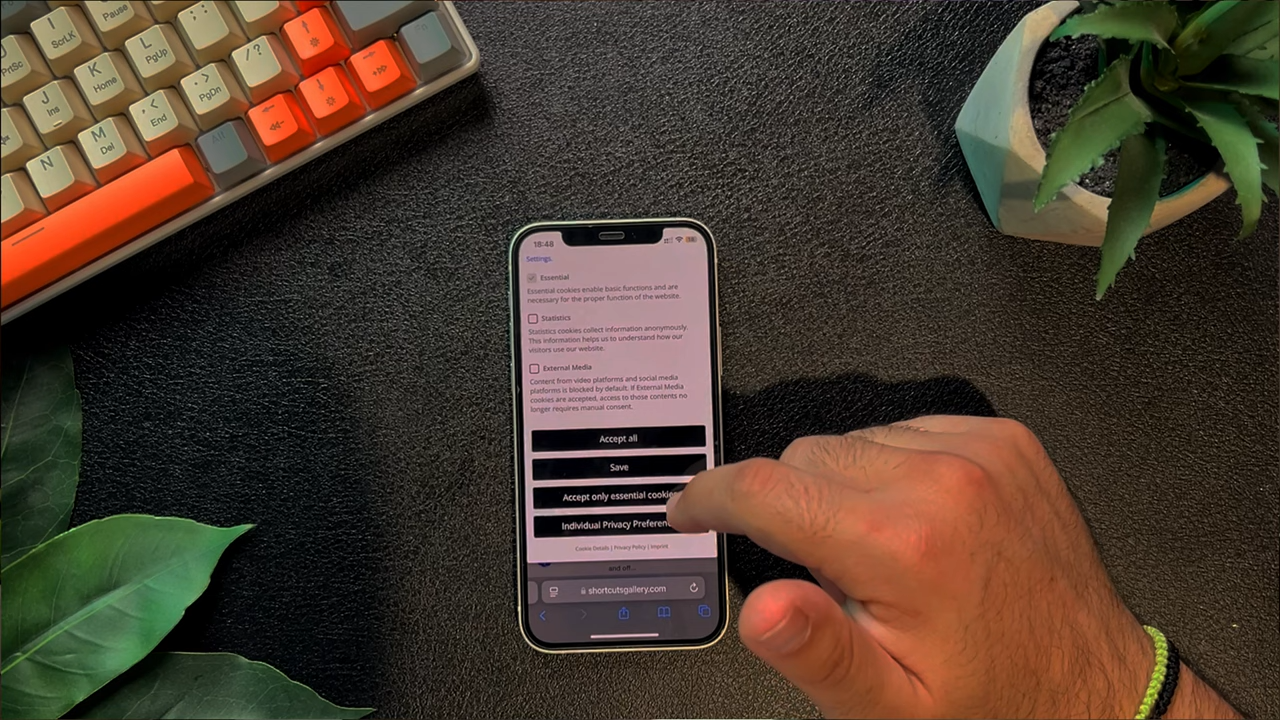 Pause
I
ScrLK
PrtSc
L
PgUp
/ ?
K
Home
. >
PgDn
J
Ins
, <
End
M
Del
Alt
N
18:48
Settings.
Essential
Essential cookies enable basic functions and are
necessary for the proper function of the website.
Statistics
Statistics cookies collect information anonymously.
This information helps us to understand how our
visitors use our website.
External Media
Content from video platforms and social media
platforms is blocked by default. If External Media
cookies are accepted, access to those contents no
longer requires manual consent.
Accept all
Save
Accept only essential cookie
Individual Privacy Preferen
Cookie Details | Privacy Policy | Imprint
and off...
shortcutsgallery.com